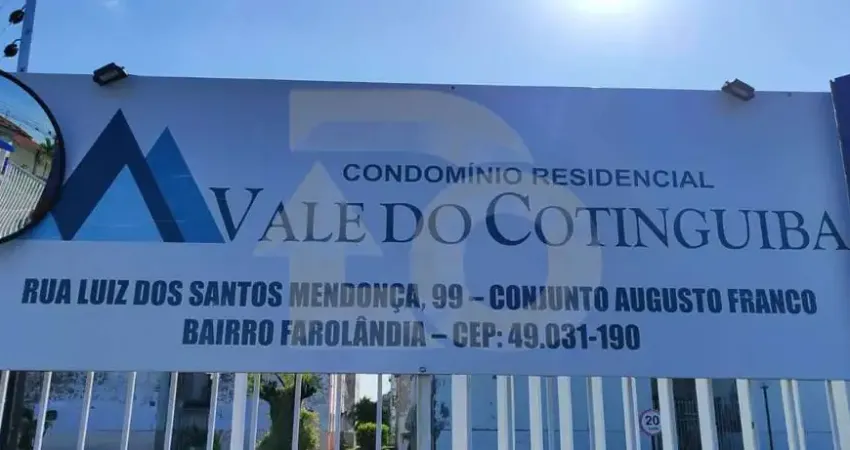 CONDOMÍNIO RESIDENCIAL
VALE DO COTINGUIBA
RUA LUIZ DOS SANTOS MENDONÇA, 99 – CONJUNTO AUGUSTO FRANCO
BAIRRO FAROLÂNDIA – CEP: 49.031-190
20